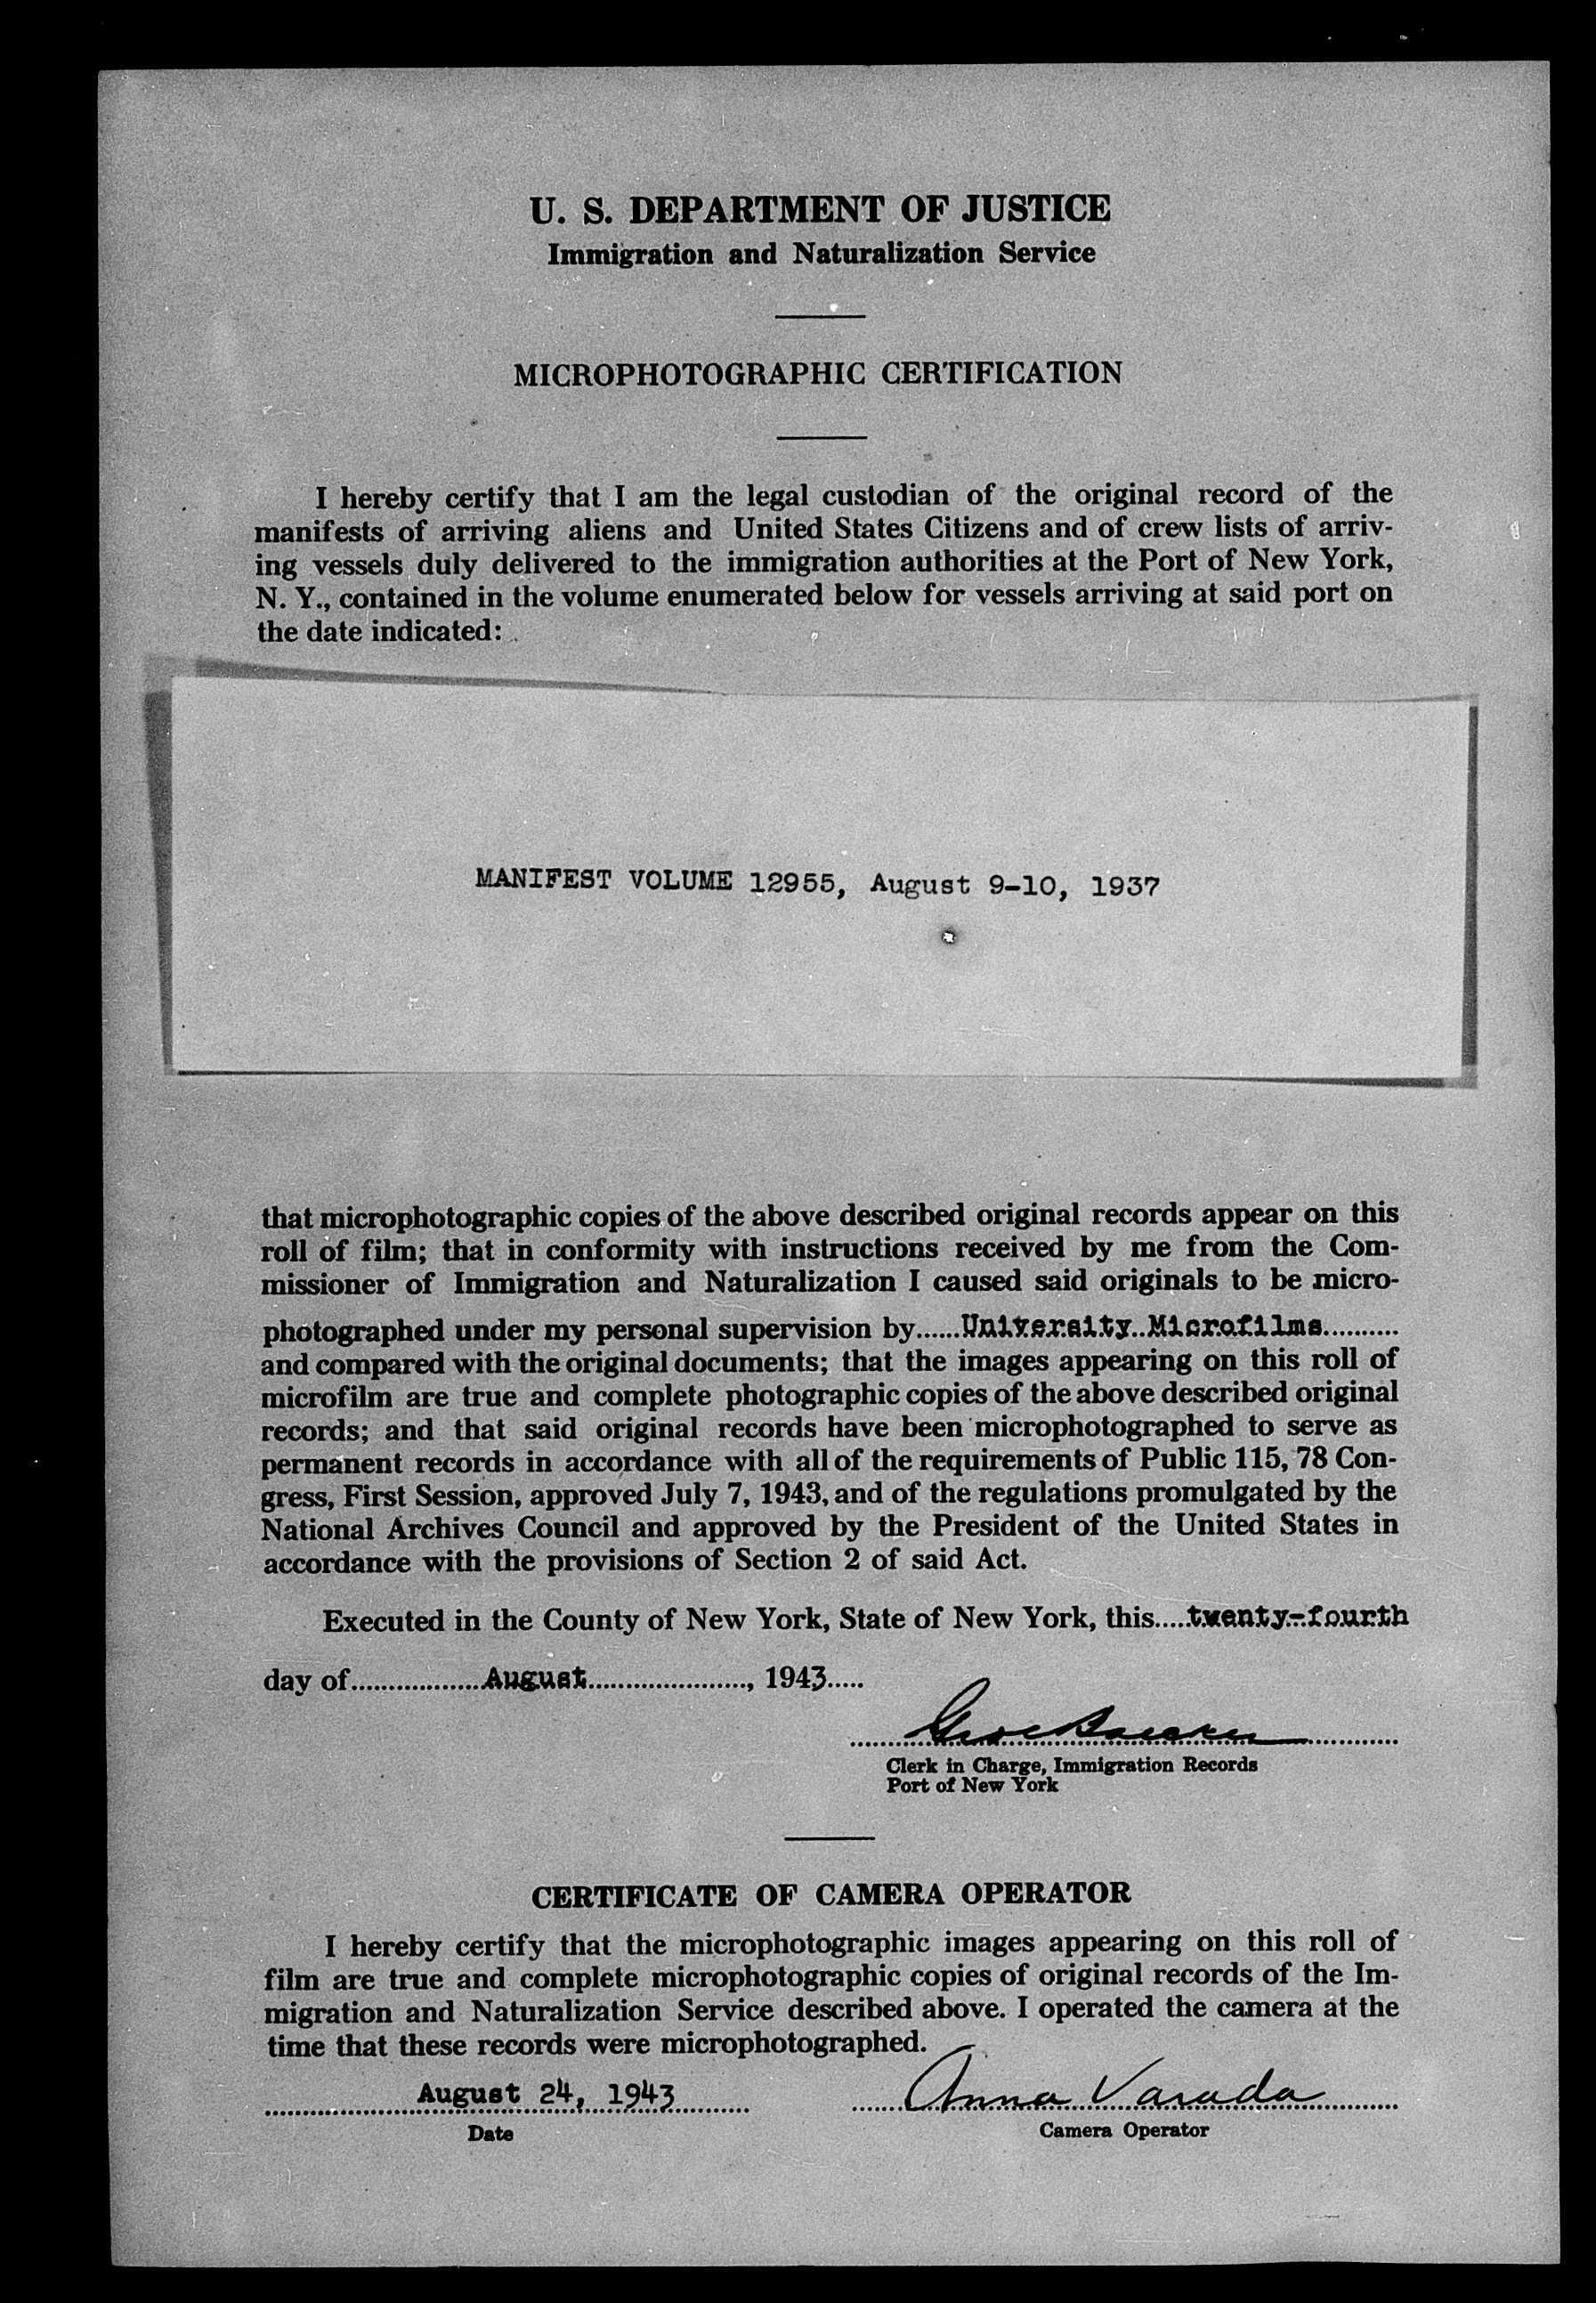 U. S. DEPARTMENT OF JUSTICE
Immigration and Naturalization Service
MICROPHOTOGRAPHIC CERTIFICATION
I hereby certify that I am the legal custodian of the original record of the
manifests of arriving aliens and United States Citizens and of crew lists of arriv-
ing vessels duly delivered to the immigration authorities at the Port of New York,
N. Y., contained in the volume enumerated below for vessels arriving at said port on
the date indicated:
MANIFEST VOLUME 12955, August 9-10, 1937
that microphotographic copies of the above described original records appear on this
roll of film; that in conformity with instructions received by me from the Com-
missioner of Immigration and Naturalization I caused said originals to be micro-
photographed under my personal supervision by......University Microfilms..........
and compared with the original documents; that the images appearing on this roll of
microfilm are true and complete photographic copies of the above described original
records; and that said original records have been microphotographed to serve as
permanent records in accordance with all of the requirements of Public 115, 78 Con-
gress, First Session, approved July 7, 1943, and of the regulations promulgated by the
National Archives Council and approved by the President of the United States in
accordance with the provisions of Section 2 of said Act.
Executed in the County of New York, State of New York, this.....twenty-fourth
day of..................August....................., 1943.....
Clerk in Charge, Immigration Records
Port of New York
CERTIFICATE OF CAMERA OPERATOR
I hereby certify that the microphotographic images appearing on this roll of
film are true and complete microphotographic copies of original records of the Im-
migration and Naturalization Service described above. I operated the camera at the
time that these records were microphotographed.
August 24, 1943 Anna Varada
Date Camera Operator